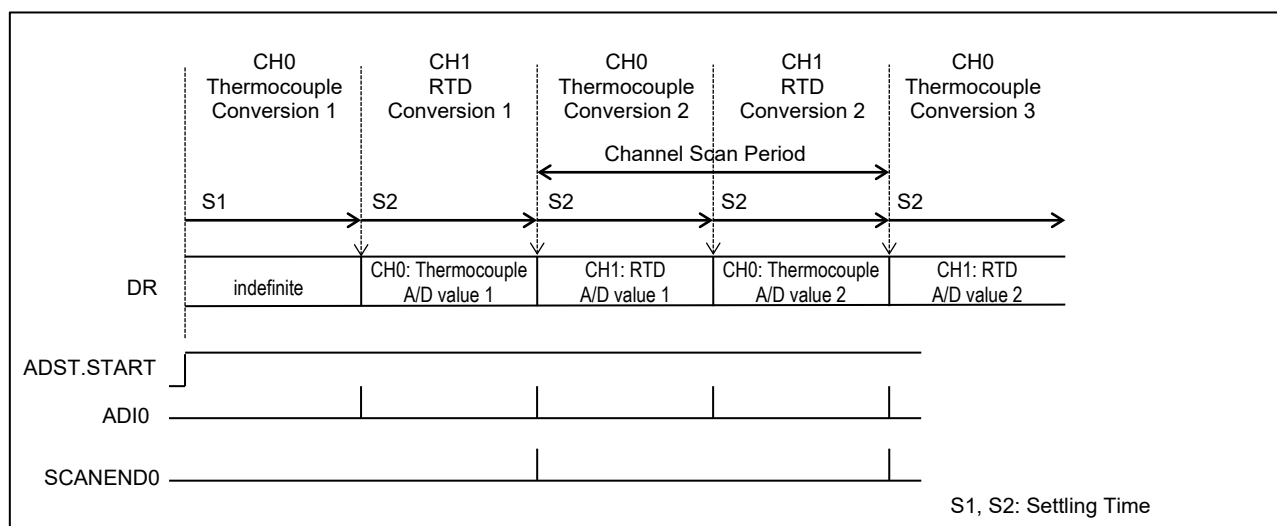 CH0
Thermocouple
Conversion 1
CH1
RTD
Conversion 1
CH0
Thermocouple
Conversion 2
CH1
RTD
Conversion 2
CH0
Thermocouple
Conversion 3
Channel Scan Period
S1
S2
S2
S2
S2
DR
indefinite
CH0: Thermocouple
A/D value 1
CH1: RTD
A/D value 1
CH0: Thermocouple
A/D value 2
CH1: RTD
A/D value 2
ADST.START
ADI0
SCANEND0
S1, S2: Settling Time